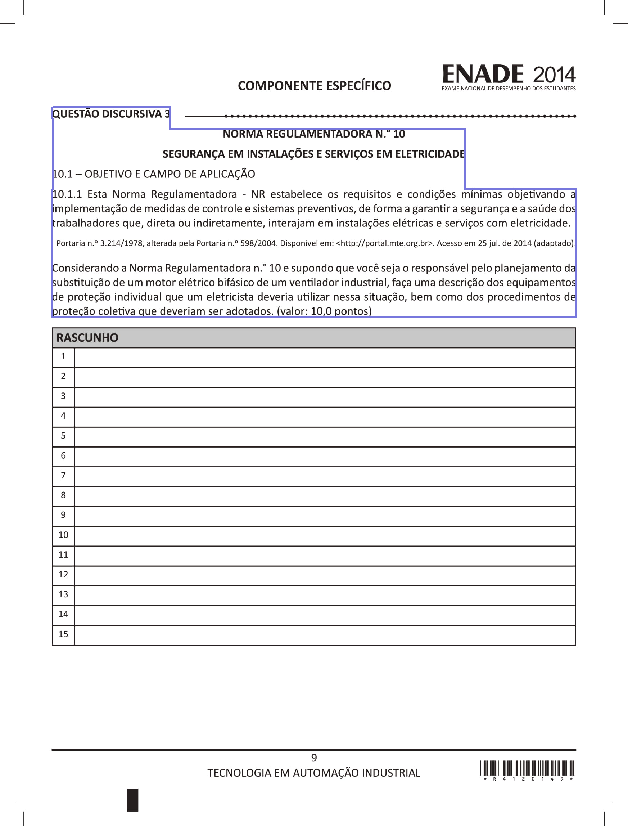 ENADE 2014
EXAME NACIONAL DE DESEMPENHO DOS ESTUDANTES
COMPONENTE ESPECÍFICO
QUESTÃO DISCURSIVA 3
NORMA REGULAMENTADORA N.° 10
SEGURANÇA EM INSTALAÇÕES E SERVIÇOS EM ELETRICIDADE
10.1 – OBJETIVO E CAMPO DE APLICAÇÃO
10.1.1 Esta Norma Regulamentadora - NR estabelece os requisitos e condições mínimas objetivando a
implementação de medidas de controle e sistemas preventivos, de forma a garantir a segurança e a saúde dos
trabalhadores que, direta ou indiretamente, interajam em instalações elétricas e serviços com eletricidade.
Portaria n.º 3.214/1978, alterada pela Portaria n.º 598/2004. Disponível em: <http://portal.mte.org.br>. Acesso em 25 jul. de 2014 (adaptado).
Considerando a Norma Regulamentadora n.° 10 e supondo que você seja o responsável pelo planejamento da
substituição de um motor elétrico bifásico de um ventilador industrial, faça uma descrição dos equipamentos
de proteção individual que um eletricista deveria utilizar nessa situação, bem como dos procedimentos de
proteção coletiva que deveriam ser adotados. (valor: 10,0 pontos)
RASCUNHO
1
2
3
4
5
6
7
8
9
10
11
12
13
14
15
9
TECNOLOGIA EM AUTOMAÇÃO INDUSTRIAL